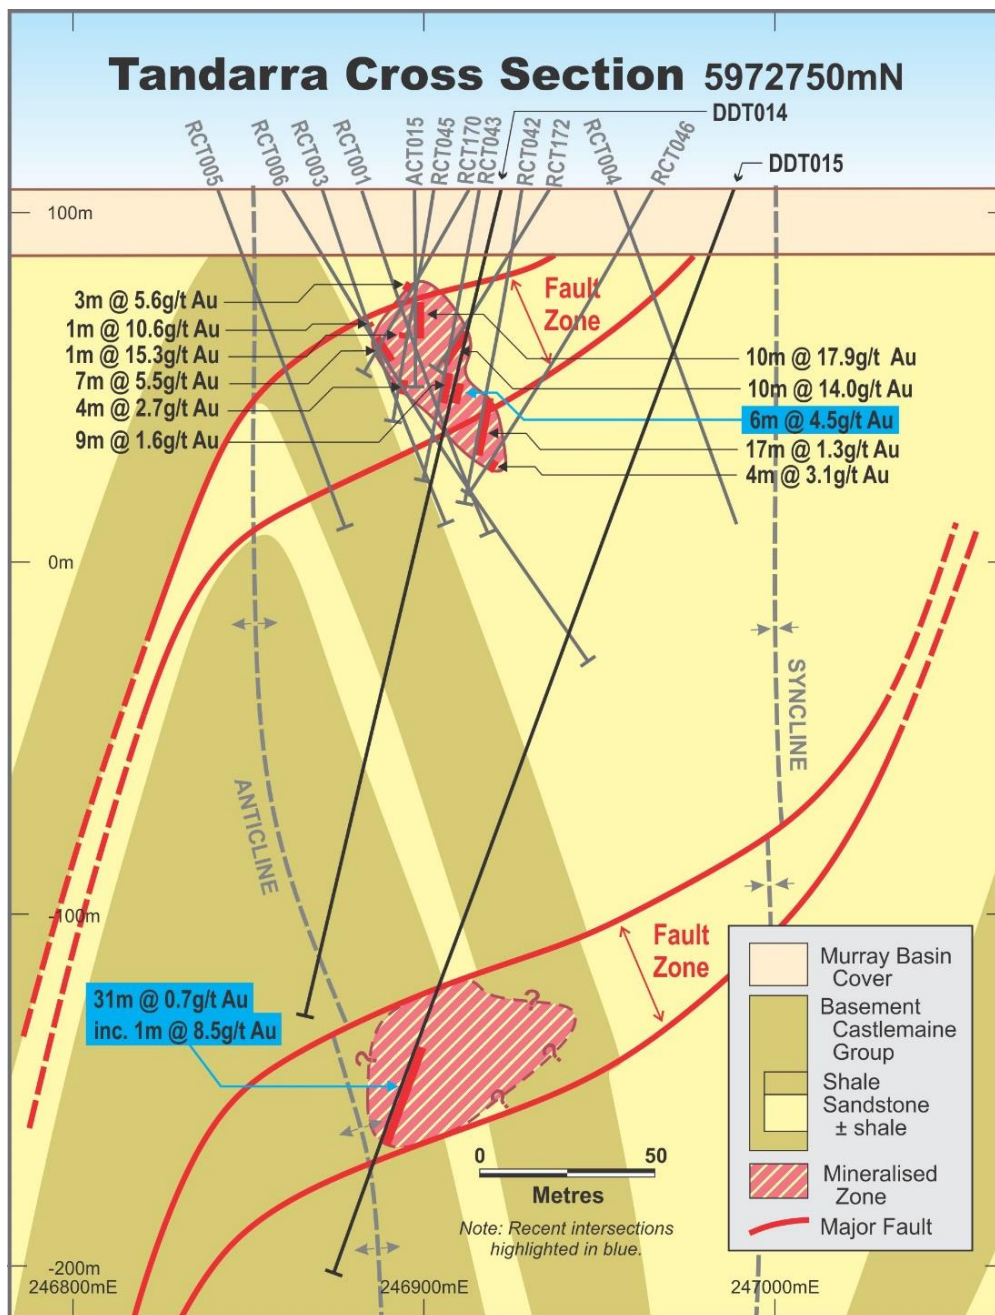 Tandarra Cross Section 5972750mN
DDT014
DDT015
RCT005
RCT006
RCT003
RCT001
ACT015
RCT045
RCT170
RCT043
RCT042
RCT172
RCT004
RCT046
100m
3m @ 5.6g/t Au
1m @ 10.6g/t Au
1m @ 15.3g/t Au
7m @ 5.5g/t Au
4m @ 2.7g/t Au
9m @ 1.6g/t Au
Fault
Zone
10m @ 17.9g/t Au
10m @ 14.0g/t Au
6m @ 4.5g/t Au
17m @ 1.3g/t Au
4m @ 3.1g/t Au
0m
SYNCLINE
ANTICLINE
-100m
Fault
Zone
31m @ 0.7g/t Au
inc. 1m @ 8.5g/t Au
?
?
?
?
0 50
Metres
Note: Recent intersections
highlighted in blue.
Murray Basin
Cover
Basement
Castlemaine
Group
Shale
Sandstone
± shale
Mineralised
Zone
Major Fault
-200m
246800mE 246900mE 247000mE